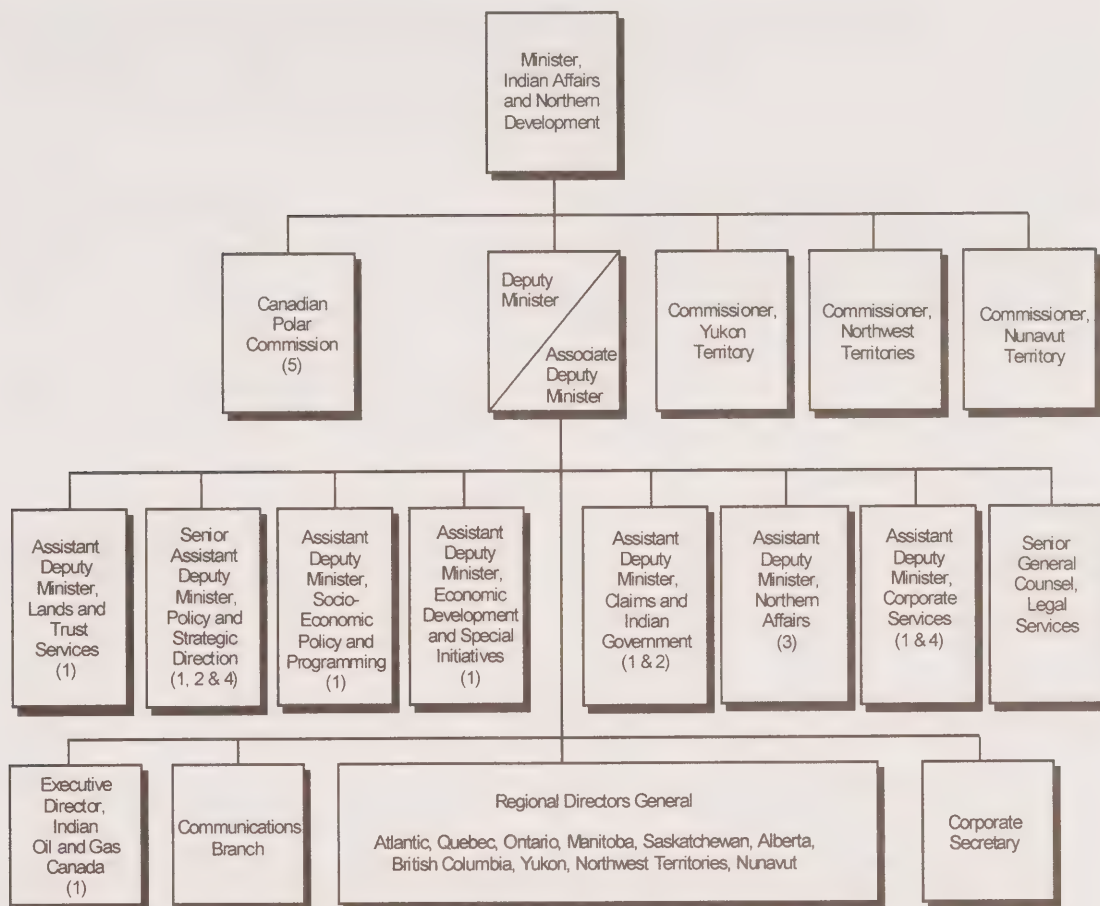 Minister,
Indian Affairs
and Northern
Development
Canadian
Polar
Commission
(5)
Deputy
Minister
Associate
Deputy
Minister
Commissioner,
Yukon
Territory
Commissioner,
Northwest
Territories
Commissioner,
Nunavut
Territory
Assistant
Deputy
Minister,
Lands and
Trust
Services
(1)
Senior
Assistant
Deputy
Minister,
Policy and
Strategic
Direction
(1, 2 & 4)
Assistant
Deputy
Minister,
Socio-
Economic
Policy and
Programming
(1)
Assistant
Deputy
Minister,
Economic
Development
and Special
Initiatives
(1)
Assistant
Deputy
Minister,
Claims and
Indian
Government
(1 & 2)
Assistant
Deputy
Minister,
Northern
Affairs
(3)
Assistant
Deputy
Minister,
Corporate
Services
(1 & 4)
Senior
General
Counsel,
Legal
Services
Executive
Director,
Indian
Oil and Gas
Canada
(1)
Communications
Branch
Regional Directors General
Atlantic, Quebec, Ontario, Manitoba, Saskatchewan, Alberta,
British Columbia, Yukon, Northwest Territories, Nunavut
Corporate
Secretary